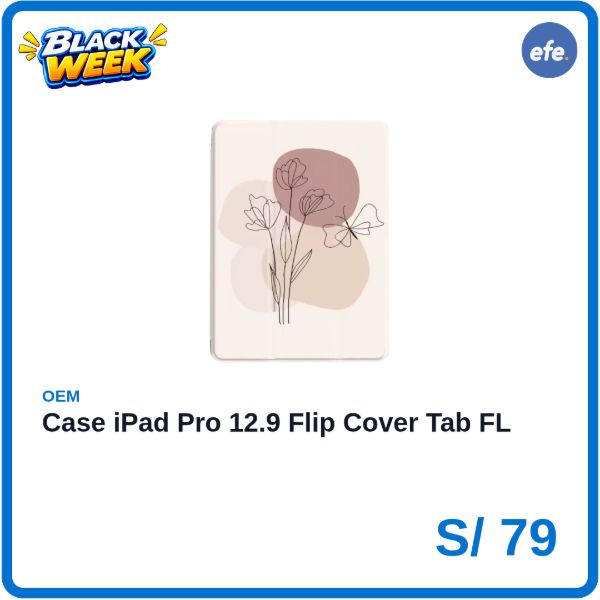 BLACK
WEEK
efe.
OEM
Case iPad Pro 12.9 Flip Cover Tab FL
S/ 79